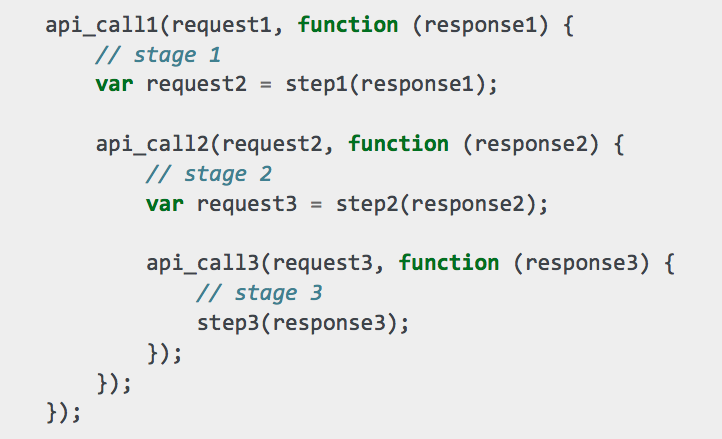 api_call1(request1, function (response1) {
    // stage 1
    var request2 = step1(response1);

    api_call2(request2, function (response2) {
        // stage 2
        var request3 = step2(response2);

        api_call3(request3, function (response3) {
            // stage 3
            step3(response3);
        });
    });
});